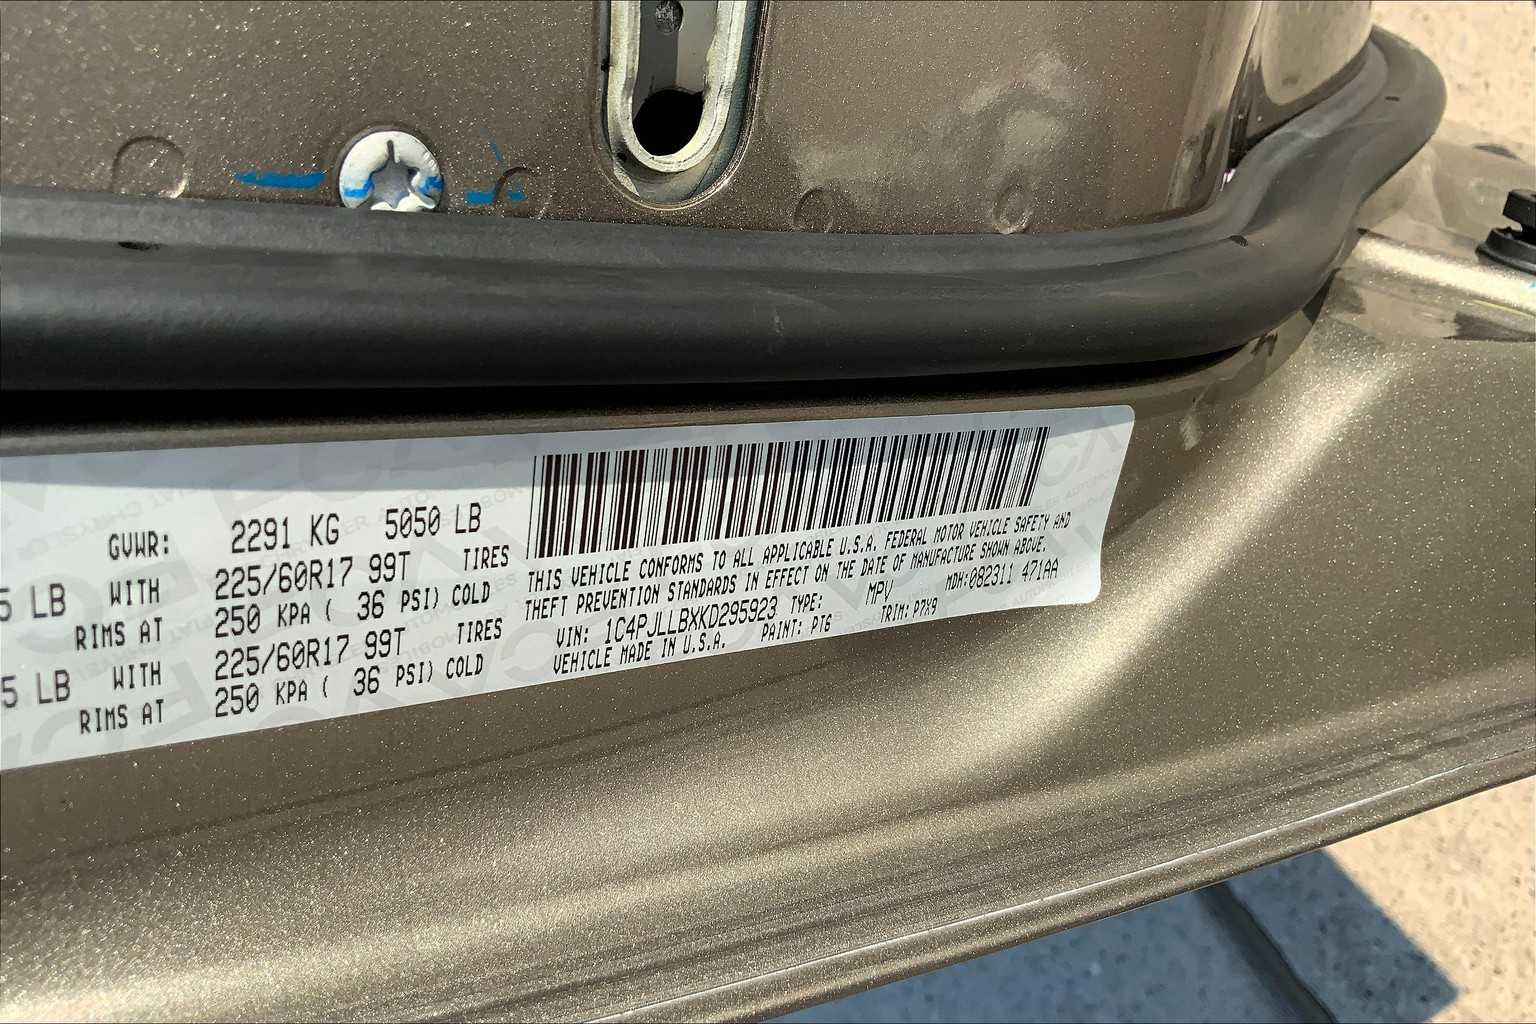 GVWR: 2291 KG 5050 LB
5 LB WITH 225/60R17 99T TIRES
RIMS AT 250 KPA ( 36 PSI) COLD
5 LB WITH 225/60R17 99T TIRES
RIMS AT 250 KPA ( 36 PSI) COLD
THIS VEHICLE CONFORMS TO ALL APPLICABLE U.S.A. FEDERAL MOTOR VEHICLE SAFETY AND
THEFT PREVENTION STANDARDS IN EFFECT ON THE DATE OF MANUFACTURE SHOWN ABOVE.
VIN: 1C4PJLLBXKD295923 TYPE: MPV MDH:082311 471AA
VEHICLE MADE IN U.S.A. PAINT: PT6 TRIM: P7X9